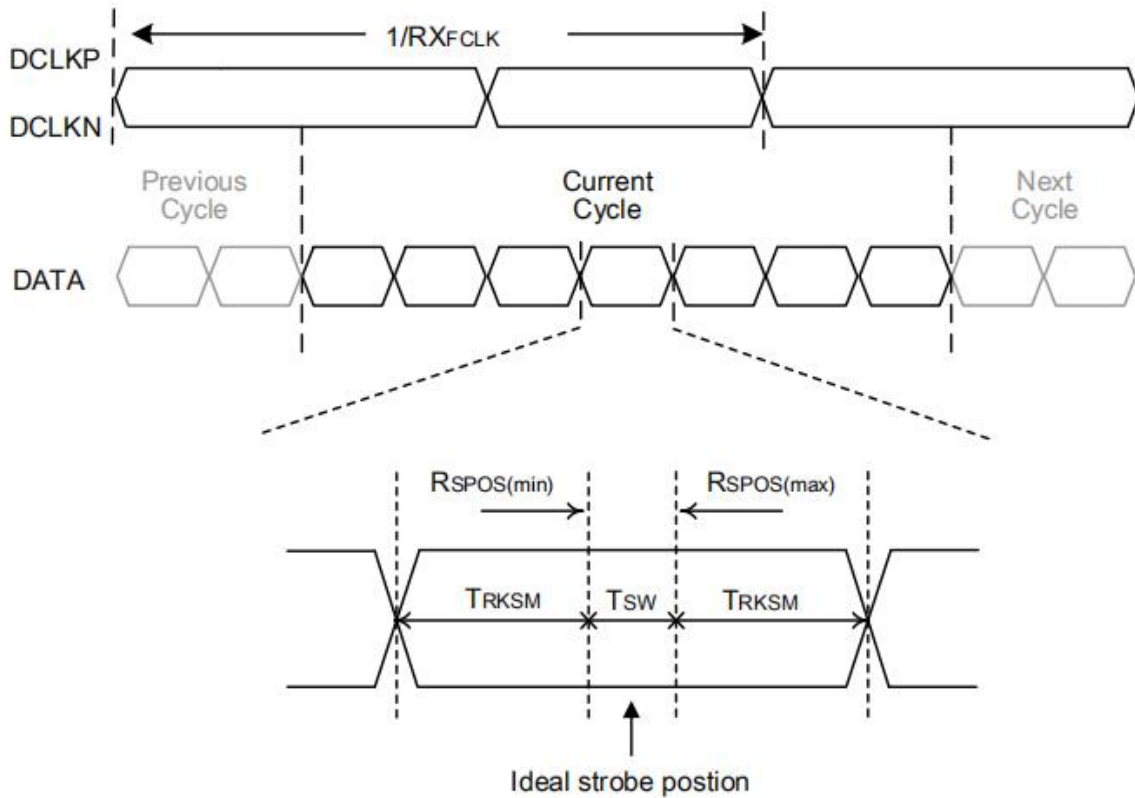 1/RXFCLK
DCLKP
DCLKN
Previous
Cycle
Current
Cycle
Next
Cycle
DATA
RSPOS(min)
RSPOS(max)
TRKSM
TSW
TRKSM
Ideal strobe postion